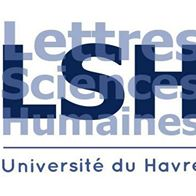 Lettres
Sciences
LSH
Humaines
Université du Havre